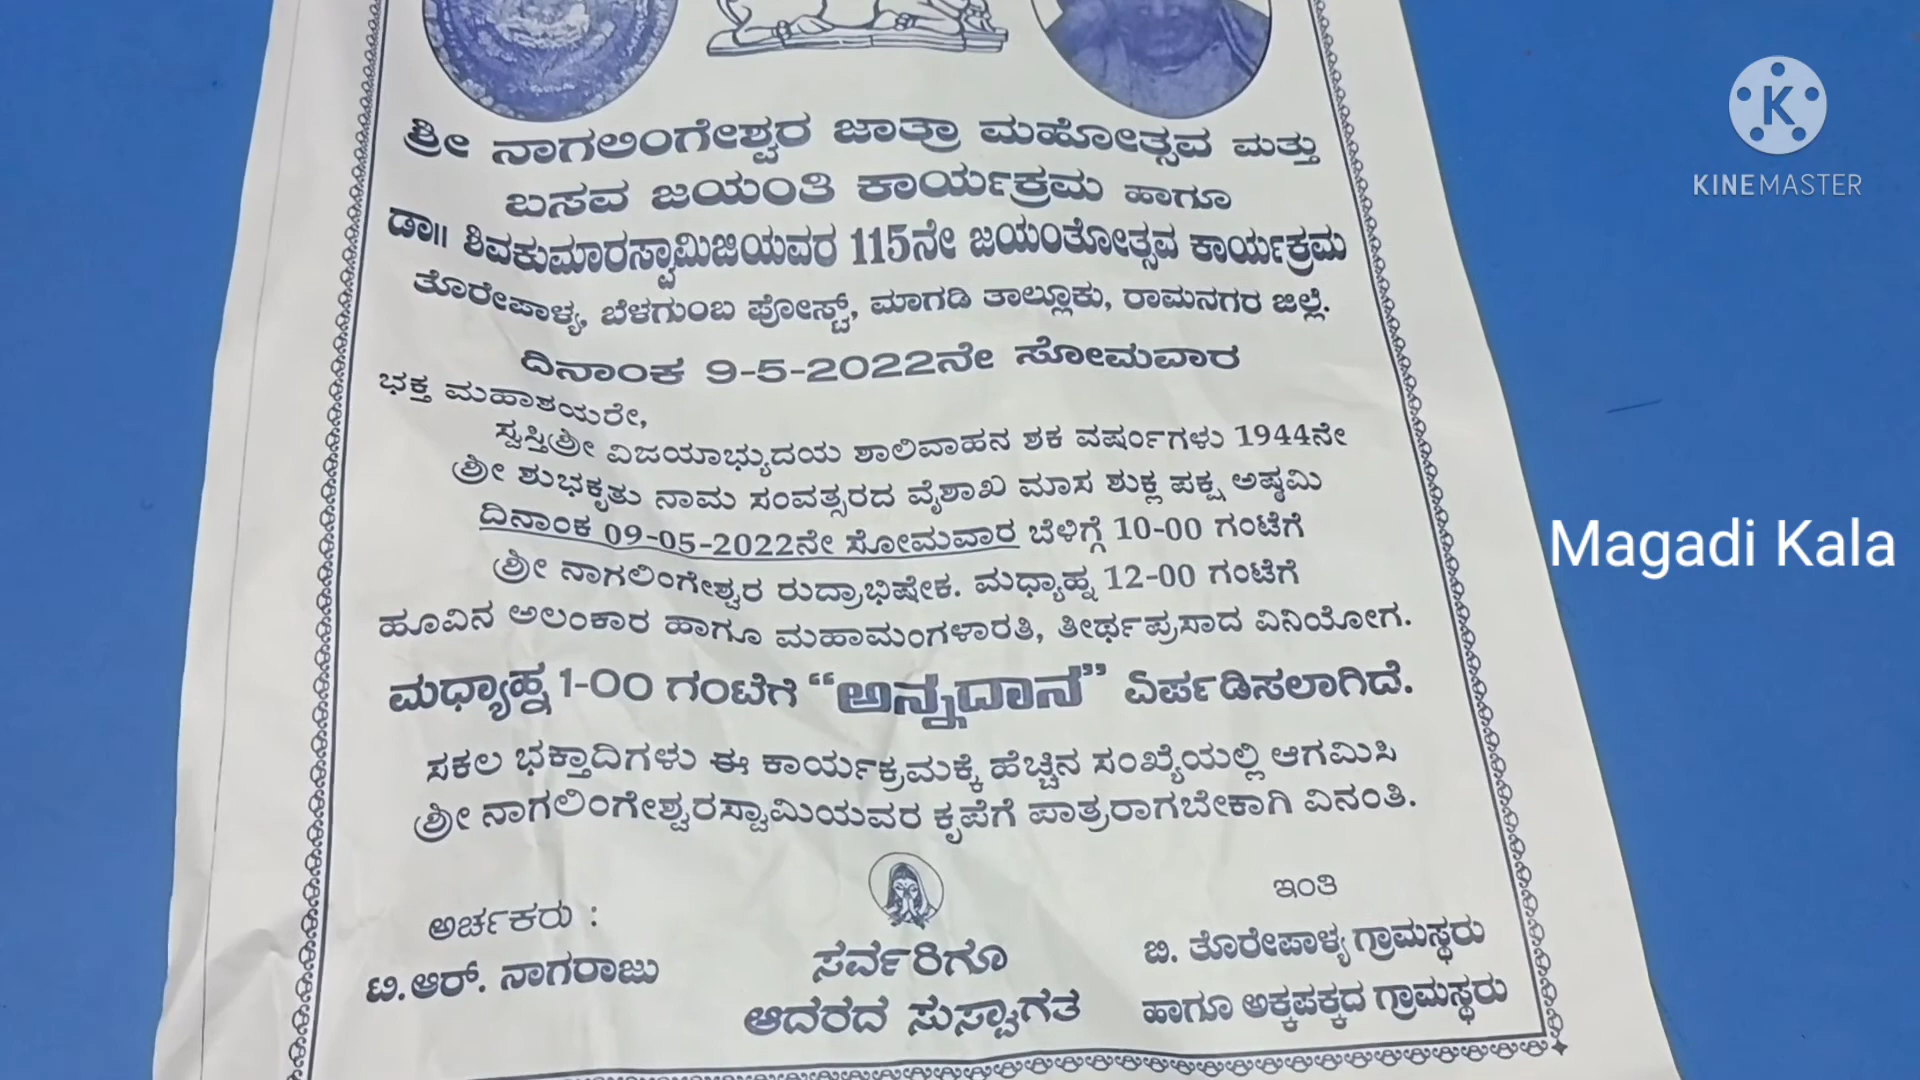 ಶ್ರೀ ನಾಗಲಿಂಗೇಶ್ವರ ಜಾತ್ರಾ ಮಹೋತ್ಸವ ಮತ್ತು
ಬಸವ ಜಯಂತಿ ಕಾರ್ಯಕ್ರಮ ಹಾಗೂ
ಡಾ|| ಶಿವಕುಮಾರಸ್ವಾಮಿಜಿಯವರ 115ನೇ ಜಯಂತೋತ್ಸವ ಕಾರ್ಯಕ್ರಮ
ತೊರೇಪಾಳ್ಯ, ಬೆಳಗುಂಬ ಪೋಸ್ಟ್, ಮಾಗಡಿ ತಾಲ್ಲೂಕು, ರಾಮನಗರ ಜಿಲ್ಲೆ.
ದಿನಾಂಕ 9-5-2022ನೇ ಸೋಮವಾರ
ಭಕ್ತ ಮಹಾಶಯರೇ,
ಸ್ವಸ್ತಿಶ್ರೀ ವಿಜಯಾಭ್ಯುದಯ ಶಾಲಿವಾಹನ ಶಕ ವರ್ಷಂಗಳು 1944ನೇ
ಶ್ರೀ ಶುಭಕೃತು ನಾಮ ಸಂವತ್ಸರದ ವೈಶಾಖ ಮಾಸ ಶುಕ್ಲ ಪಕ್ಷ ಅಷ್ಠಮಿ
ದಿನಾಂಕ 09-05-2022ನೇ ಸೋಮವಾರ ಬೆಳಿಗ್ಗೆ 10-00 ಗಂಟೆಗೆ
ಶ್ರೀ ನಾಗಲಿಂಗೇಶ್ವರ ರುದ್ರಾಭಿಷೇಕ. ಮಧ್ಯಾಹ್ನ 12-00 ಗಂಟೆಗೆ
ಹೂವಿನ ಅಲಂಕಾರ ಹಾಗೂ ಮಹಾಮಂಗಳಾರತಿ, ತೀರ್ಥಪ್ರಸಾದ ವಿನಿಯೋಗ.
ಮಧ್ಯಾಹ್ನ 1-00 ಗಂಟೆಗೆ “ಅನ್ನದಾನ” ಏರ್ಪಡಿಸಲಾಗಿದೆ.
ಸಕಲ ಭಕ್ತಾದಿಗಳು ಈ ಕಾರ್ಯಕ್ರಮಕ್ಕೆ ಹೆಚ್ಚಿನ ಸಂಖ್ಯೆಯಲ್ಲಿ ಆಗಮಿಸಿ
ಶ್ರೀ ನಾಗಲಿಂಗೇಶ್ವರಸ್ವಾಮಿಯವರ ಕೃಪೆಗೆ ಪಾತ್ರರಾಗಬೇಕಾಗಿ ವಿನಂತಿ.
ಅರ್ಚಕರು :
ಟಿ.ಆರ್. ನಾಗರಾಜು
ಸರ್ವರಿಗೂ
ಆದರದ ಸುಸ್ವಾಗತ
ಇಂತಿ
ಬಿ. ತೊರೇಪಾಳ್ಯ ಗ್ರಾಮಸ್ಥರು
ಹಾಗೂ ಅಕ್ಕಪಕ್ಕದ ಗ್ರಾಮಸ್ಥರು
K
KINEMASTER
Magadi Kala